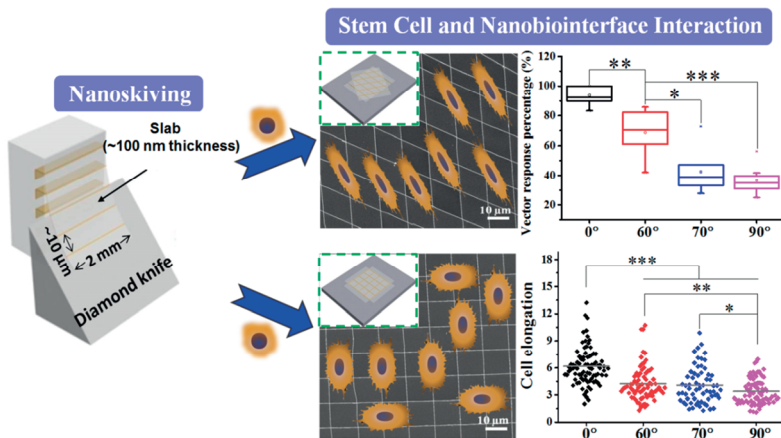 Stem Cell and Nanobiointerface Interaction
Nanoskiving
Slab
(~100 nm thickness)
~10 μm
2 mm
Diamond knife
10 μm
10 μm
Vector response percentage (%)
120
100
80
60
40
20
**
***
*
0°
60°
70°
90°
Cell elongation
18
15
12
9
6
3
0
***
**
*
0°
60°
70°
90°